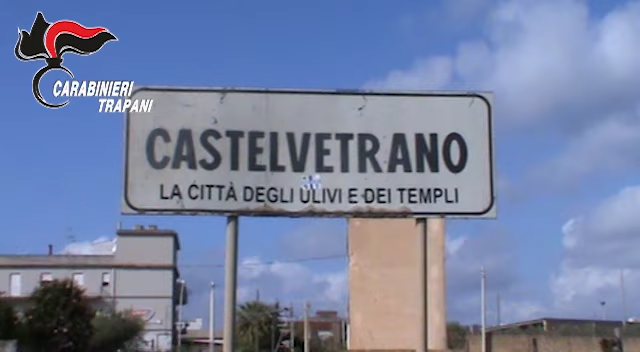 CARABINIERI
TRAPANI
CASTELVETRANO
LA CITTÀ DEGLI ULIVI E DEI TEMPLI